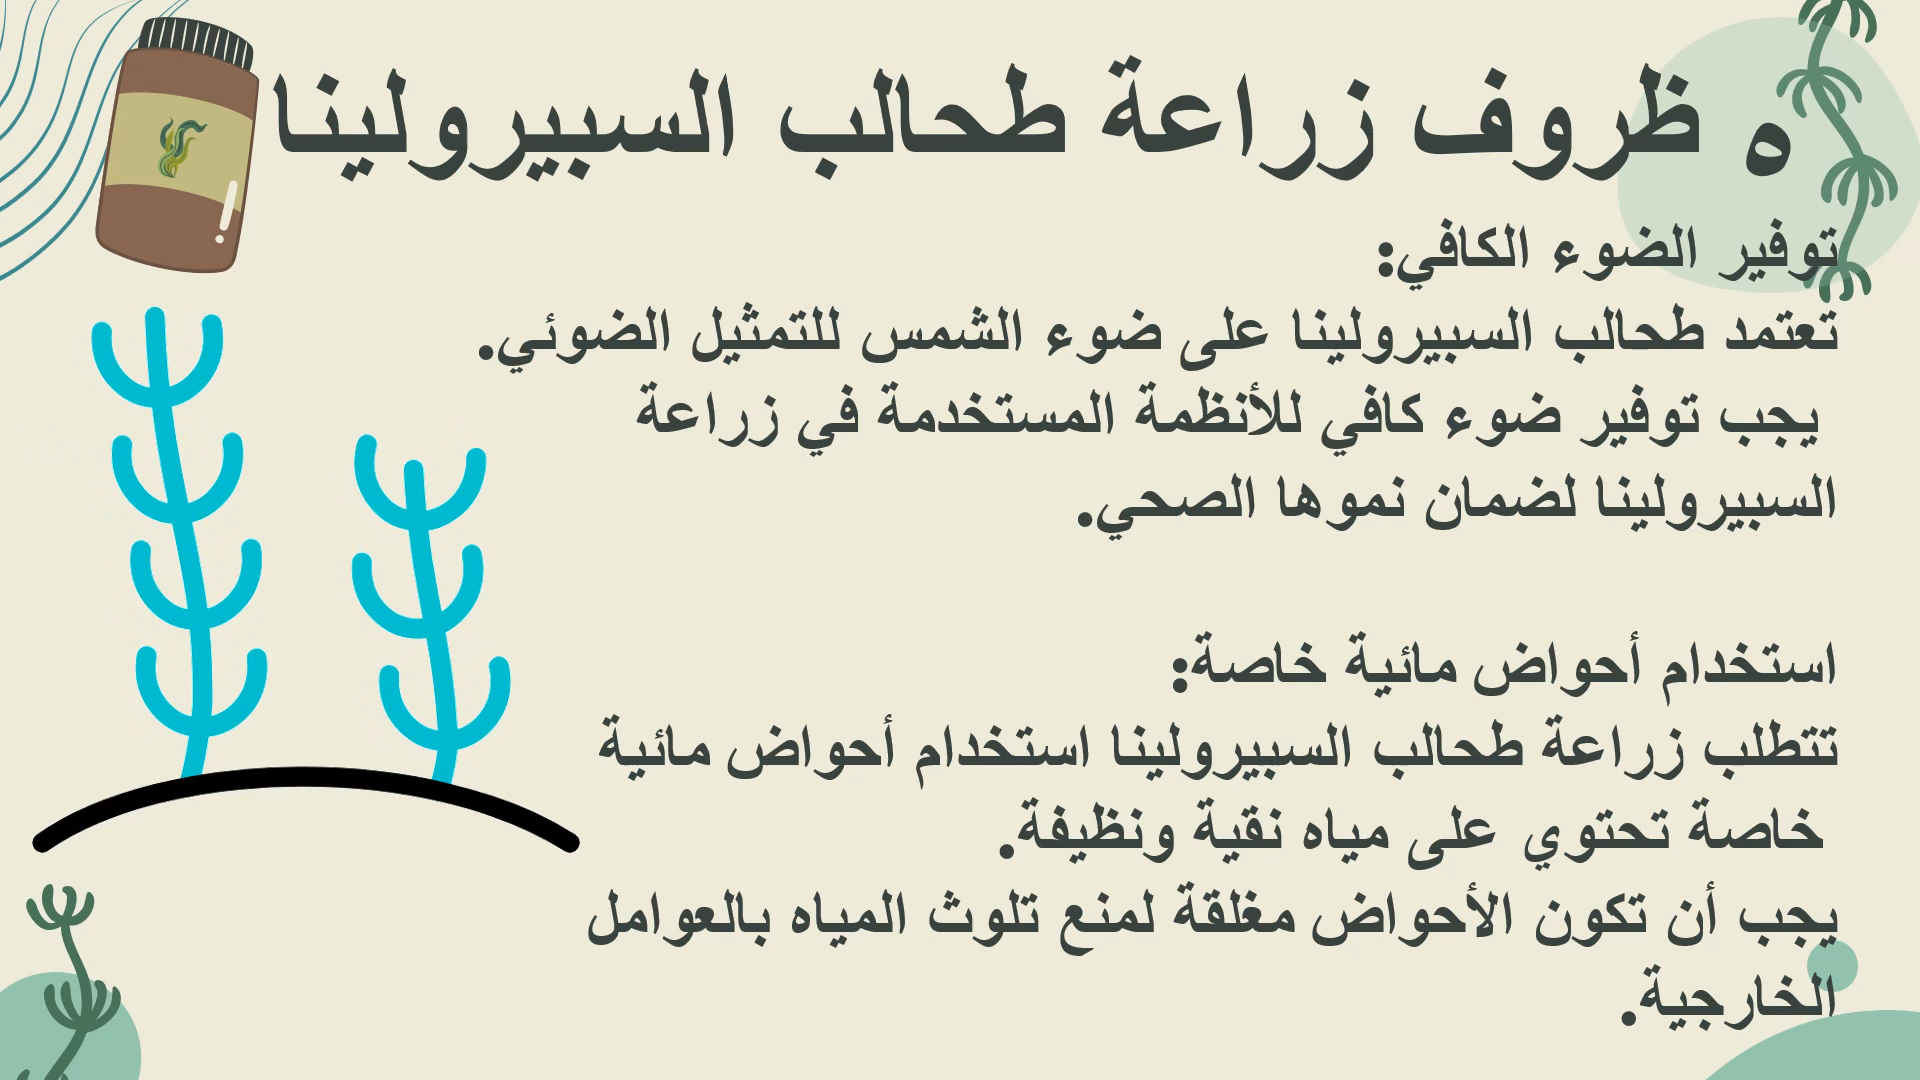 ه ظروف زراعة طحالب السبيرولينا
توفير الضوء الكافي:
تعتمد طحالب السبيرولينا على ضوء الشمس للتمثيل الضوئي.
يجب توفير ضوء كافي للأنظمة المستخدمة في زراعة
السبيرولينا لضمان نموها الصحي.
استخدام أحواض مائية خاصة:
تتطلب زراعة طحالب السبيرولينا استخدام أحواض مائية
خاصة تحتوي على مياه نقية ونظيفة.
يجب أن تكون الأحواض مغلقة لمنع تلوث المياه بالعوامل
الخارجية.